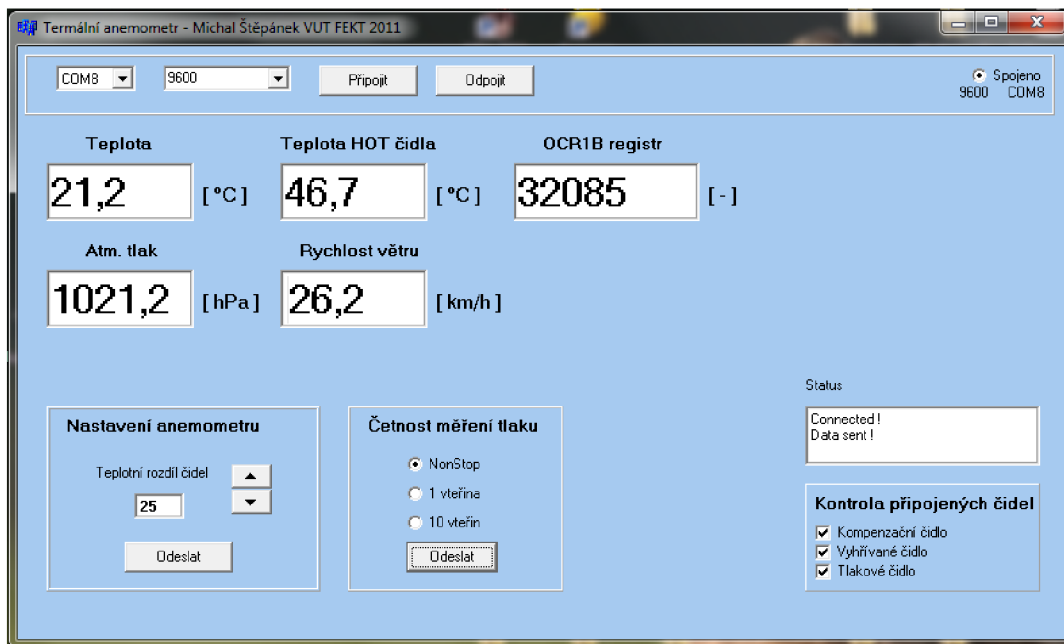 Termální anemometr - Michal Štěpánek VUT FEKT 2011
COM8 9600 Připojit Odpojit Spojeno
9600 COM8
Teplota Teplota HOT čidla OCR1B registr
21,2 [ °C ] 46,7 [ °C ] 32085 [ - ]
Atm. tlak Rychlost větru
1021,2 [ hPa ] 26,2 [ km/h ]
Status
Connected !
Data sent !
Nastavení anemometru
Teplotní rozdíl čidel
25
Odeslat
Četnost měření tlaku
NonStop
1 vteřina
10 vteřin
Odeslat
Kontrola připojených čidel
Kompenzační čidlo
Vyhřívané čidlo
Tlakové čidlo